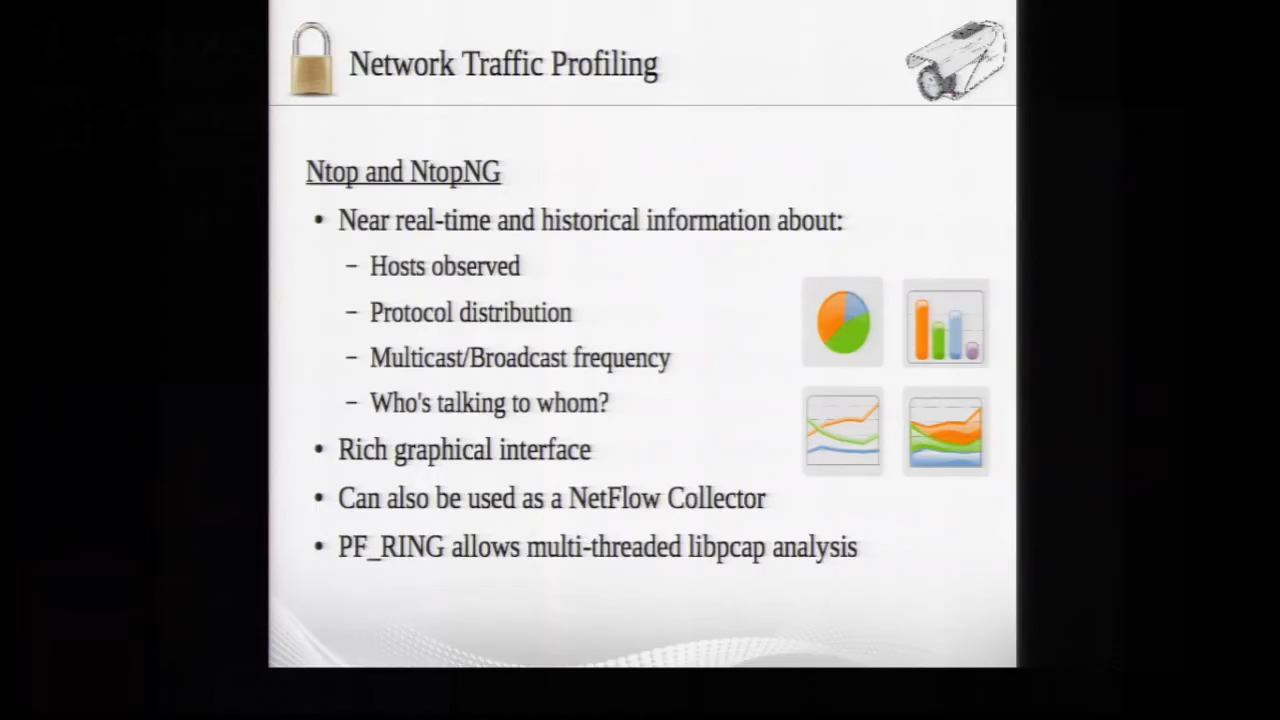 Network Traffic Profiling
Ntop and NtopNG
• Near real-time and historical information about:
– Hosts observed
– Protocol distribution
– Multicast/Broadcast frequency
– Who's talking to whom?
• Rich graphical interface
• Can also be used as a NetFlow Collector
• PF_RING allows multi-threaded libpcap analysis